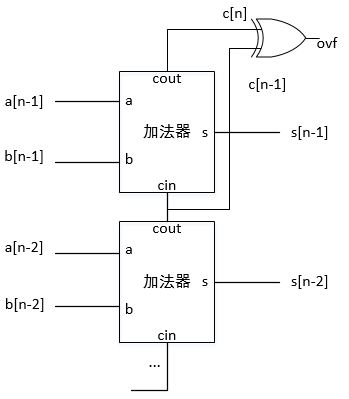 c[n]
ovf
cout
c[n-1]
a[n-1]
a
加法器
s
s[n-1]
b[n-1]
b
cin
cout
a[n-2]
a
加法器
s
s[n-2]
b[n-2]
b
cin
...